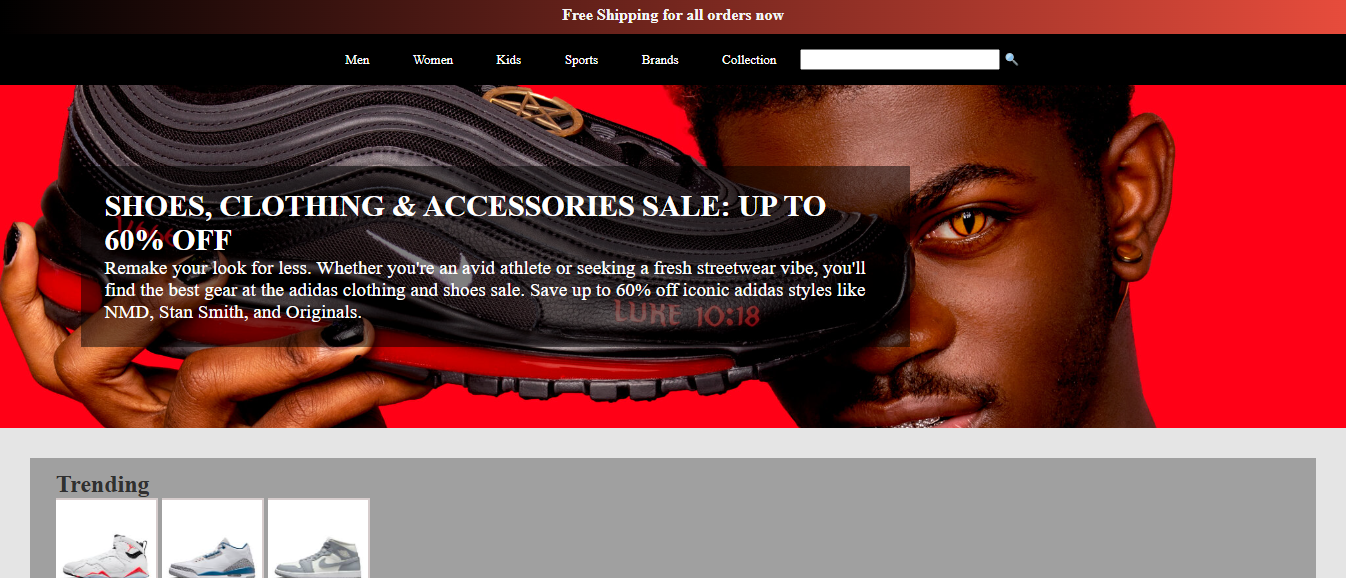 Free Shipping for all orders now
Men Women Kids Sports Brands Collection
SHOES, CLOTHING & ACCESSORIES SALE: UP TO
60% OFF
Remake your look for less. Whether you're an avid athlete or seeking a fresh streetwear vibe, you'll
find the best gear at the adidas clothing and shoes sale. Save up to 60% off iconic adidas styles like
NMD, Stan Smith, and Originals.
LUKE 10:18
Trending